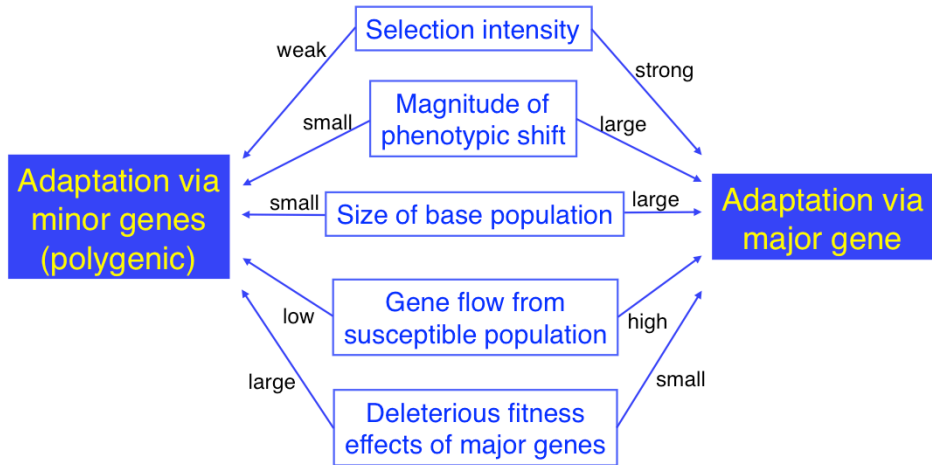 Selection intensity
weak
strong
Magnitude of
phenotypic shift
small
large
Adaptation via
minor genes
(polygenic)
small
Size of base population
large
Adaptation via
major gene
low
Gene flow from
susceptible population
high
large
small
Deleterious fitness
effects of major genes